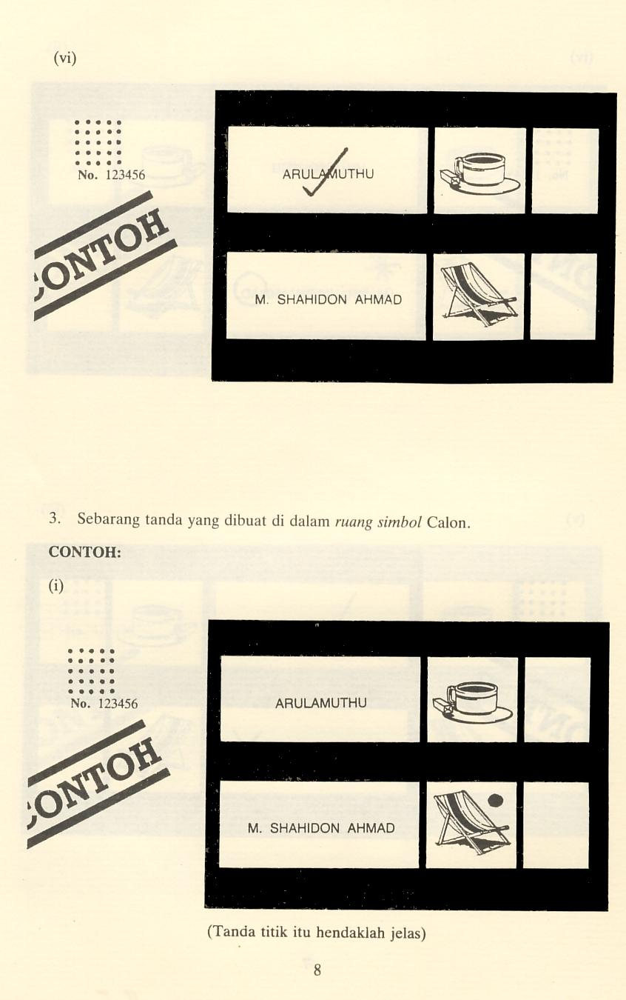 (vi)
No. 123456
CONTOH
ARULAMUTHU
M. SHAHIDON AHMAD
3. Sebarang tanda yang dibuat di dalam ruang simbol Calon.
CONTOH:
(i)
No. 123456
CONTOH
ARULAMUTHU
M. SHAHIDON AHMAD
(Tanda titik itu hendaklah jelas)
8